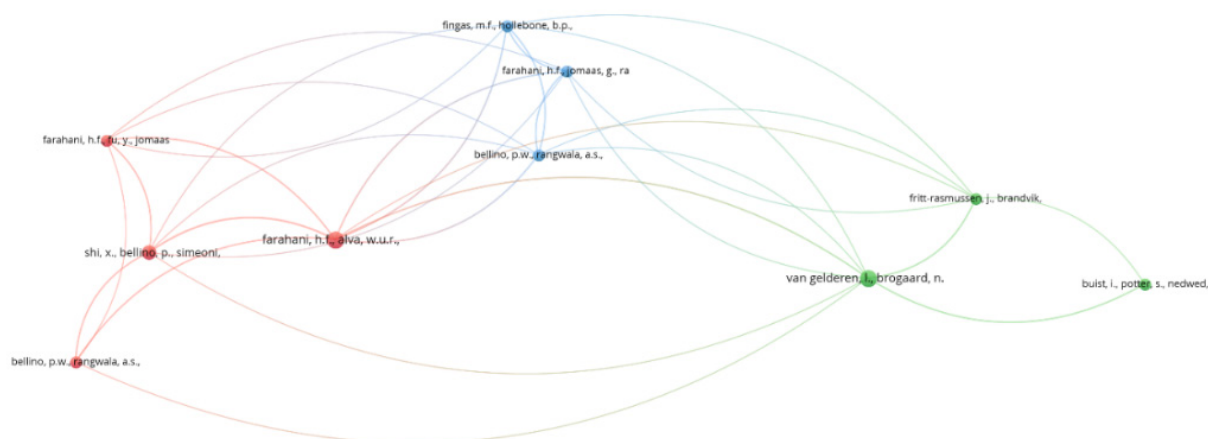 fingas, m.f., hollebone, b.p.,
farahani, h.f., jomaas, g., ra
farahani, h.f., fu, y., jomaas
bellino, p.w., rangwala, a.s.,
fritt-rasmussen, j., brandvik,
farahani, h.f., alva, w.u.r.,
shi, x., bellino, p., simeoni,
van gelderen, l., brogaard, n.
buist, i., potter, s., nedwed,
bellino, p.w., rangwala, a.s.,